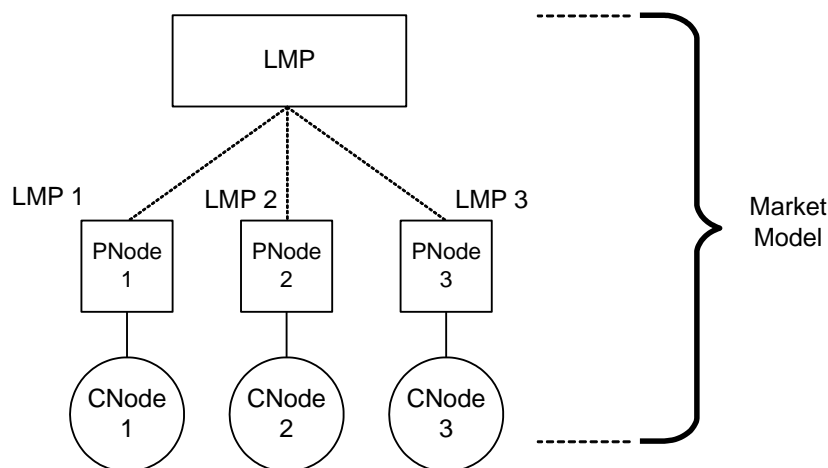 LMP
LMP 1
LMP 2
LMP 3
PNode
1
PNode
2
PNode
3
Market
Model
CNode
1
CNode
2
CNode
3